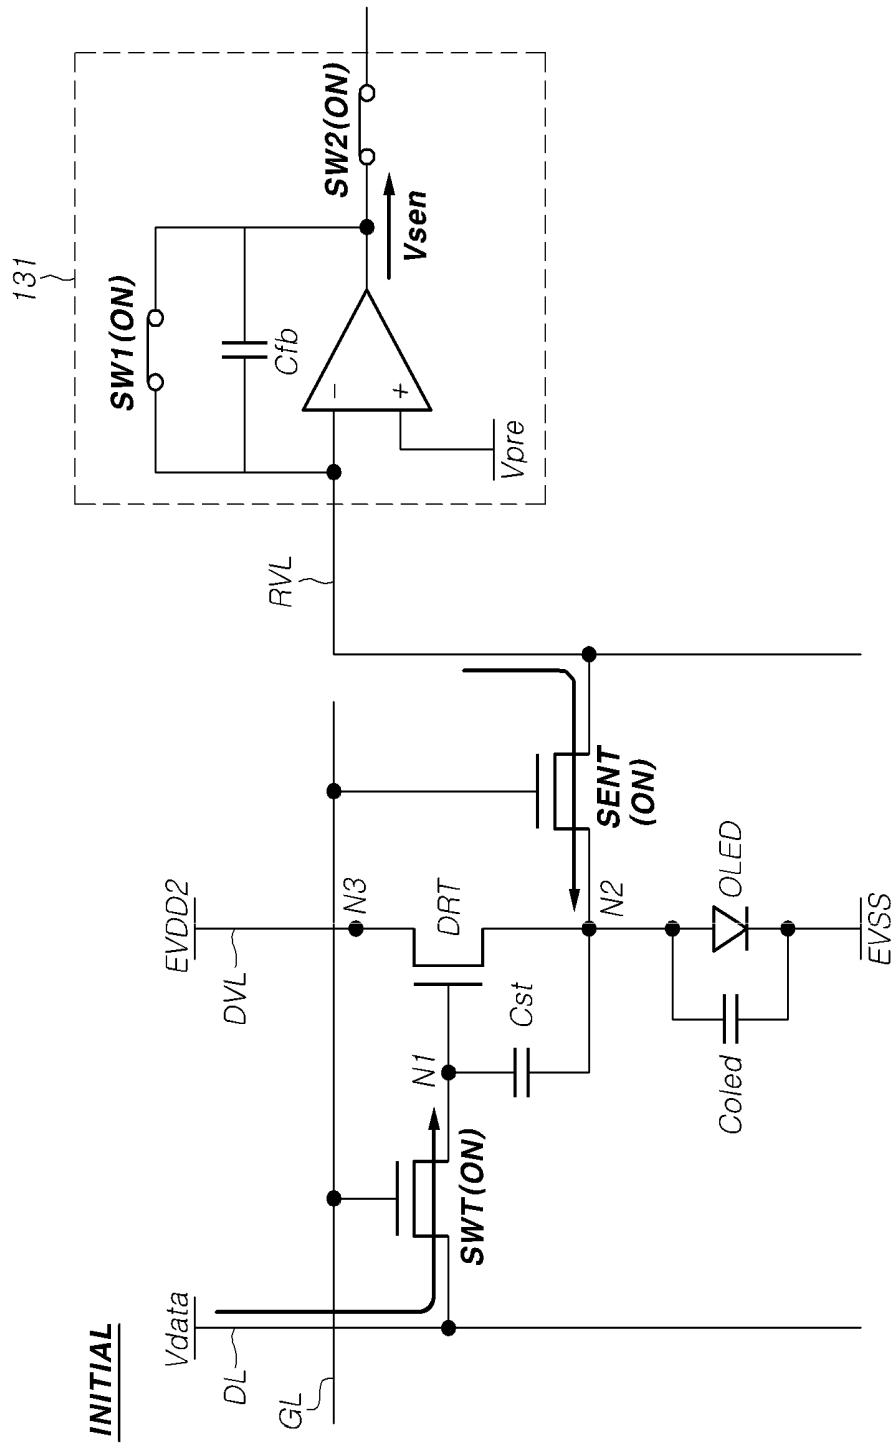 INITIAL
Vdata
DL
GL
SWT(ON)
N1
Cst
EVDD2
DVL
N3
DRT
N2
SENT
(ON)
OLED
Coled
EVSS
RVL
131
SW1(ON)
Cfb
-
+
Vpre
Vsen
SW2(ON)